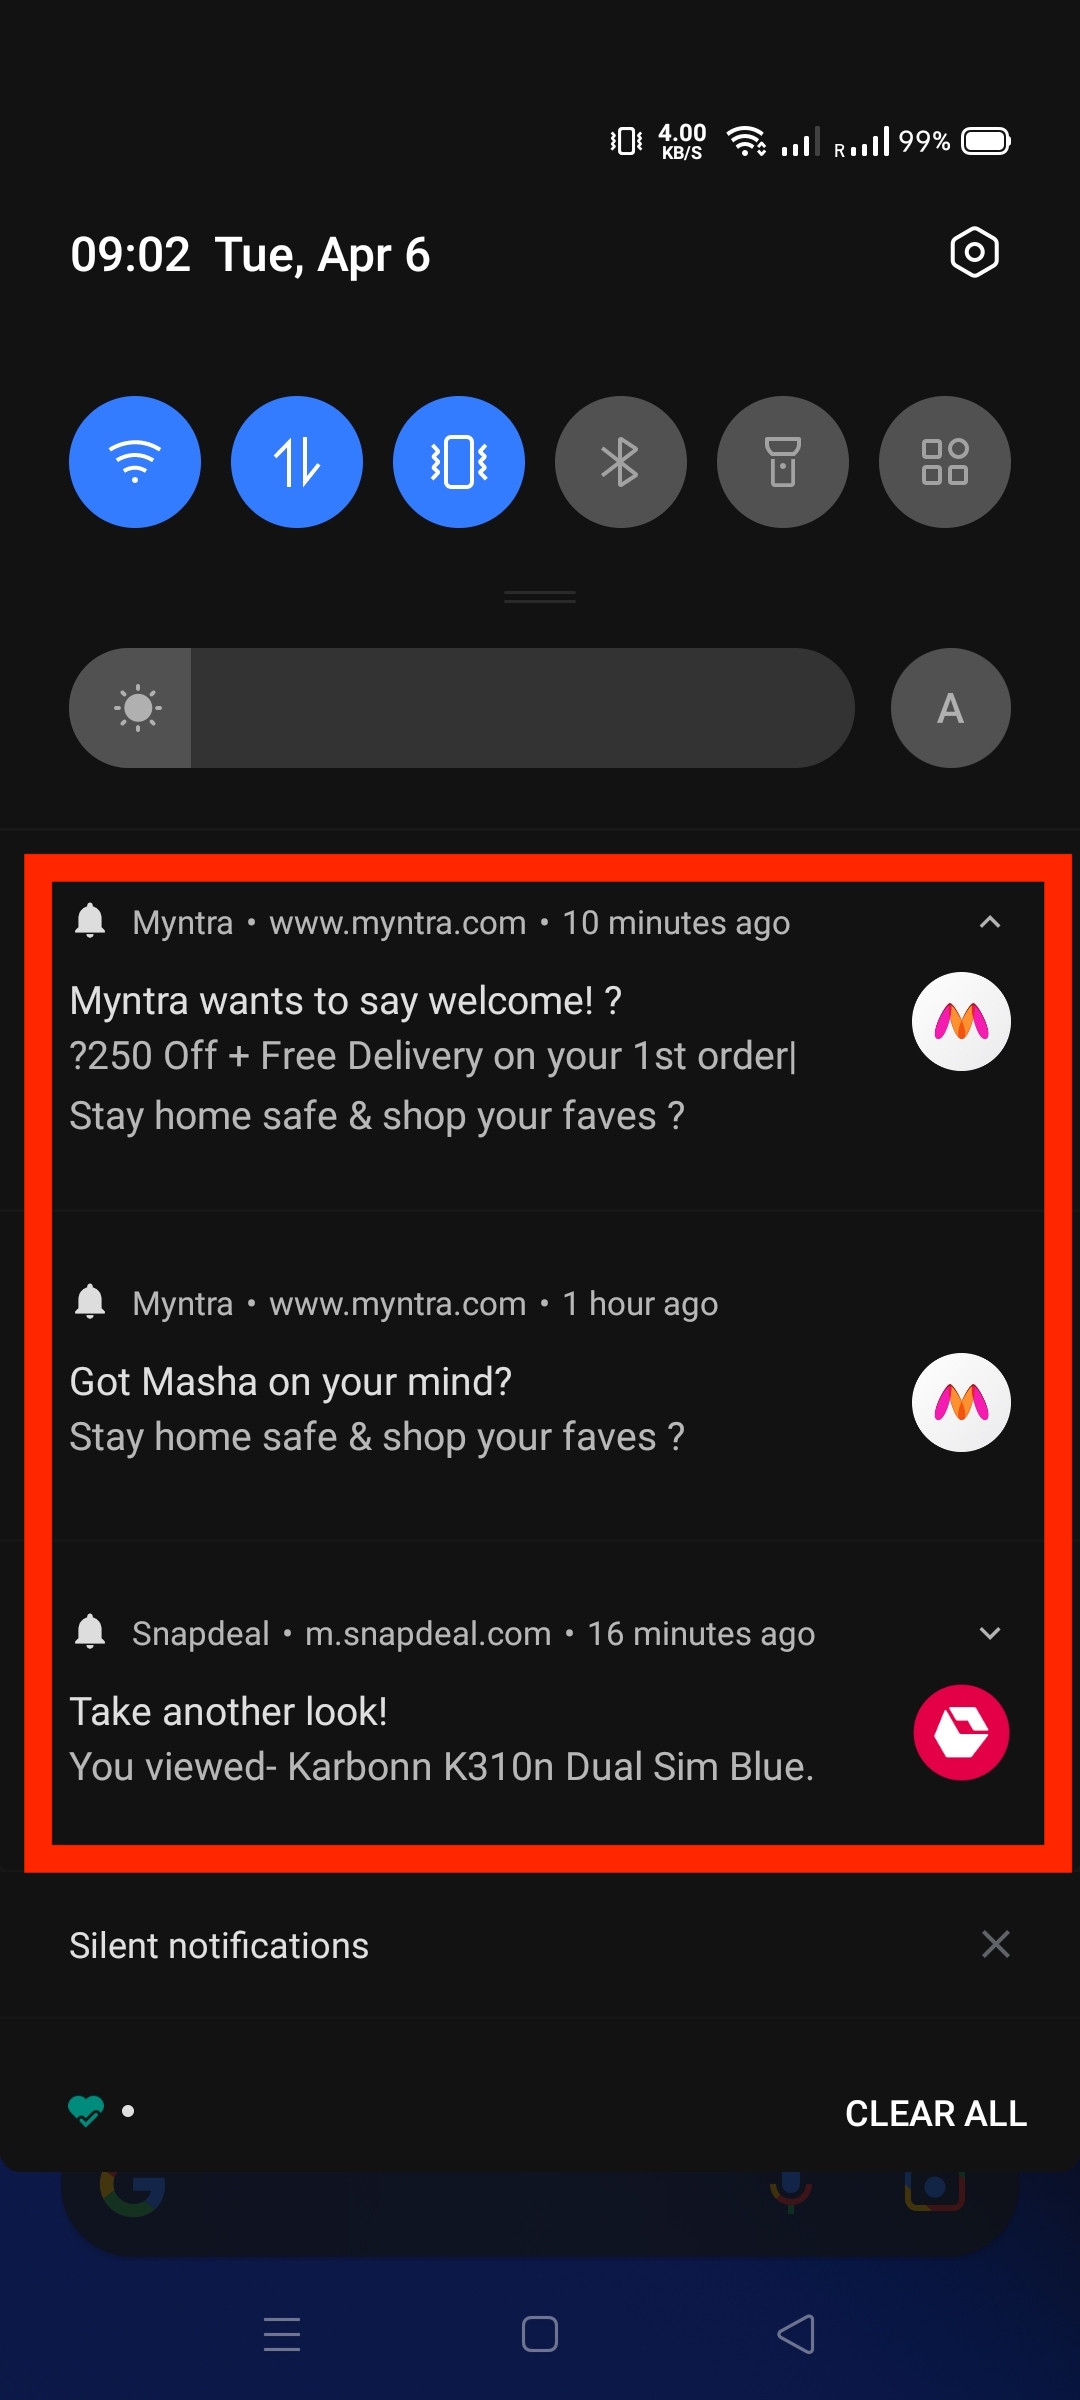 4.00
KB/S
R
99%
09:02 Tue, Apr 6
A
Myntra • www.myntra.com • 10 minutes ago
Myntra wants to say welcome! ?
?250 Off + Free Delivery on your 1st order|
Stay home safe & shop your faves ?
Myntra • www.myntra.com • 1 hour ago
Got Masha on your mind?
Stay home safe & shop your faves ?
Snapdeal • m.snapdeal.com • 16 minutes ago
Take another look!
You viewed- Karbonn K310n Dual Sim Blue.
Silent notifications
CLEAR ALL